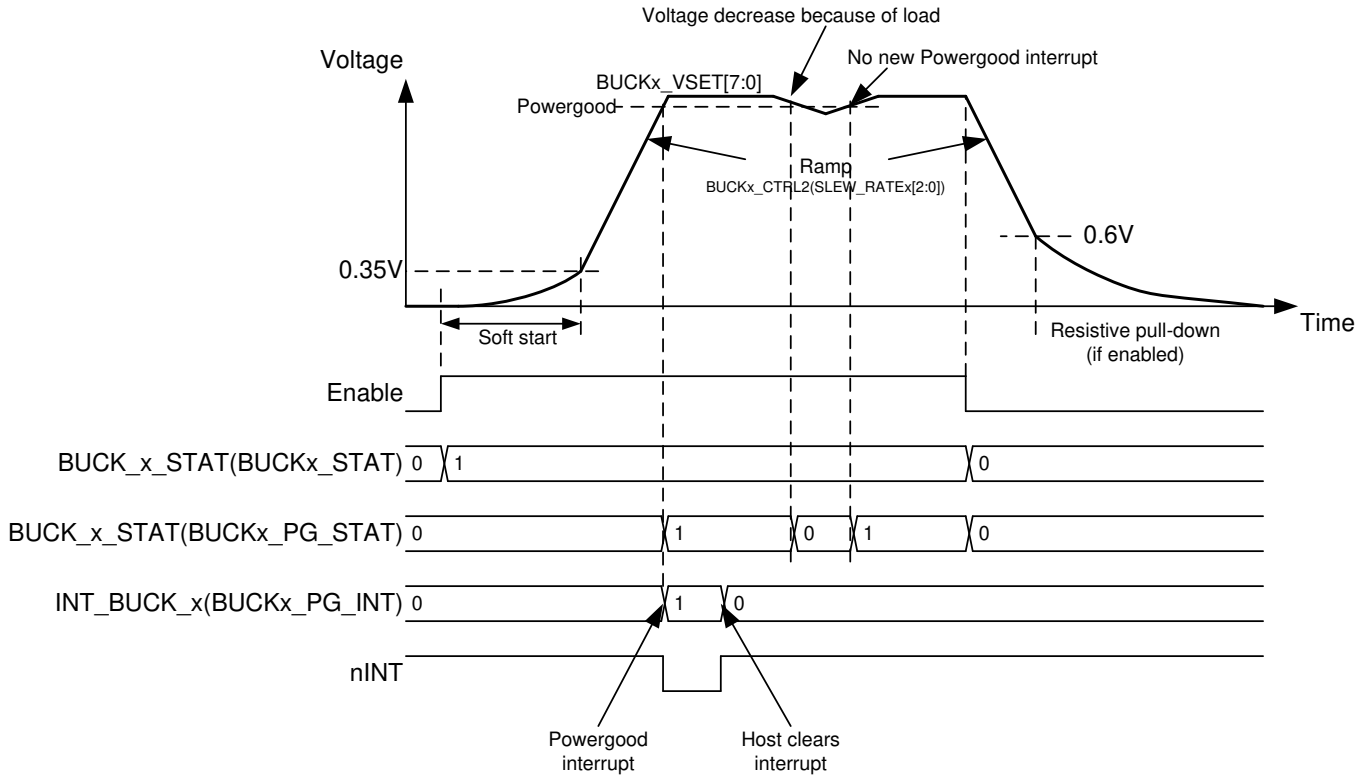 Voltage decrease because of load
No new Powergood interrupt
Voltage
BUCKx_VSET[7:0]
Powergood
Ramp
BUCKx_CTRL2(SLEW_RATEx[2:0])
0.6V
0.35V
Time
Soft start
Resistive pull-down
(if enabled)
Enable
BUCK_x_STAT(BUCKx_STAT) 0 1 0
BUCK_x_STAT(BUCKx_PG_STAT) 0 1 0 1 0
INT_BUCK_x(BUCKx_PG_INT) 0 1 0
nINT
Powergood
interrupt
Host clears
interrupt